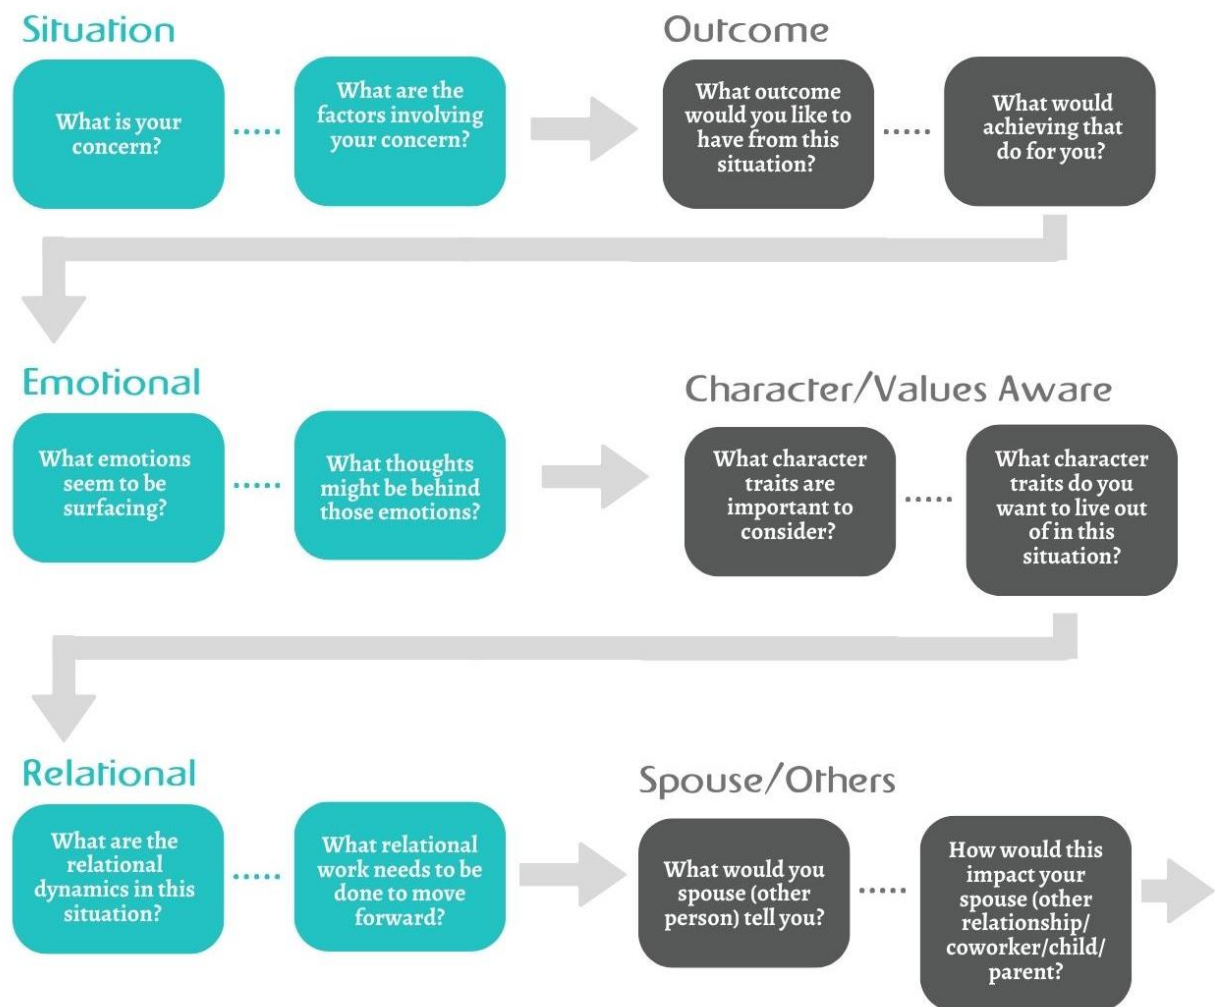 Situation
What is your
concern?
What are the
factors involving
your concern?
Outcome
What outcome
would you like to
have from this
situation?
What would
achieving that
do for you?
Emotional
What emotions
seem to be
surfacing?
What thoughts
might be behind
those emotions?
Character/Values Aware
What character
traits are
important to
consider?
What character
traits do you
want to live out
of in this
situation?
Relational
What are the
relational
dynamics in this
situation?
What relational
work needs to be
done to move
forward?
Spouse/Others
What would you
spouse (other
person) tell you?
How would this
impact your
spouse (other
relationship/
coworker/child/
parent?